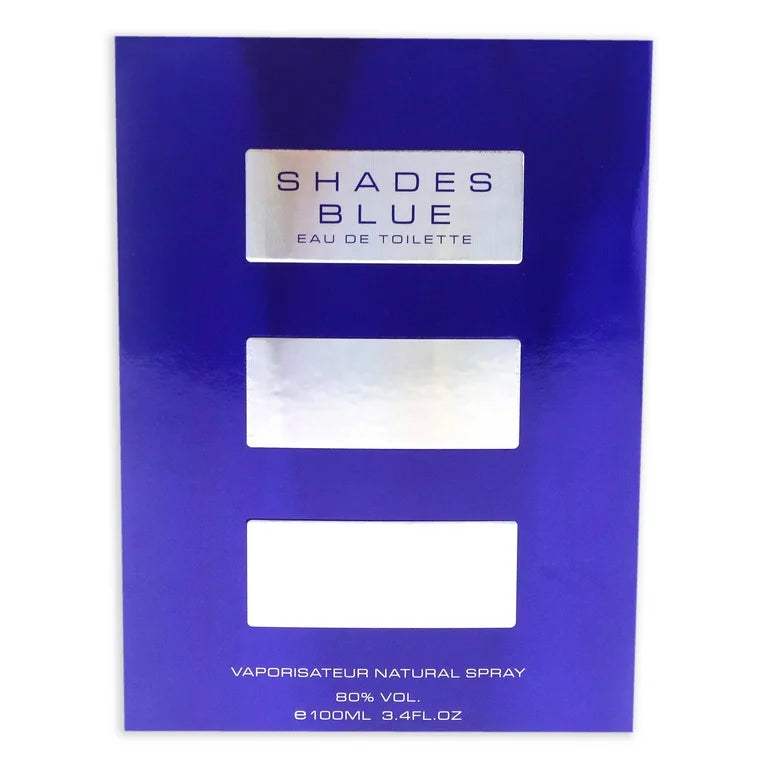 SHADES
BLUE
EAU DE TOILETTE
VAPORISATEUR NATURAL SPRAY
80% VOL.
℮100ML 3.4FL.OZ